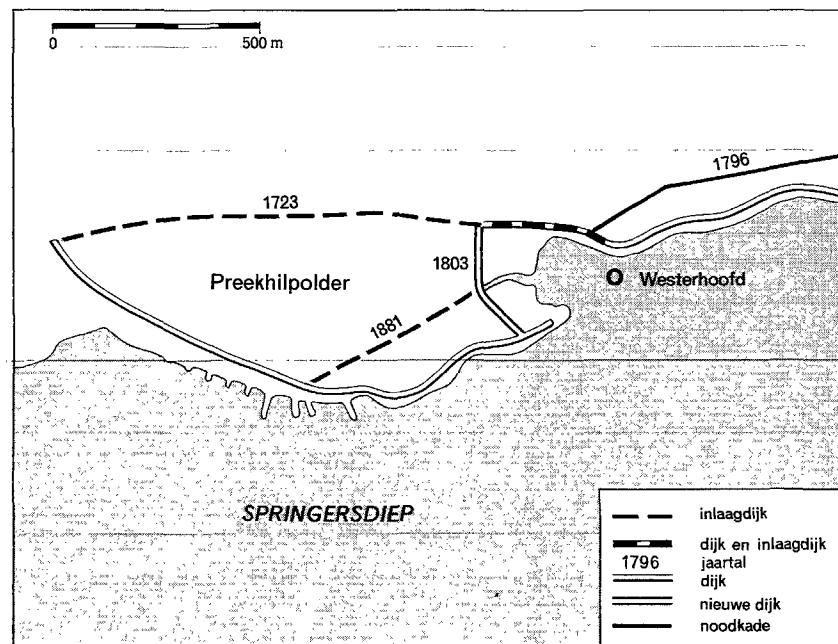 0 500 m
1796
1723
1803
Preekhilpolder
Westerhoofd
1881
SPRINGERSDIEP
inlaagdijk
dijk en inlaagdijk
1796 jaartal
dijk
nieuwe dijk
noodkade